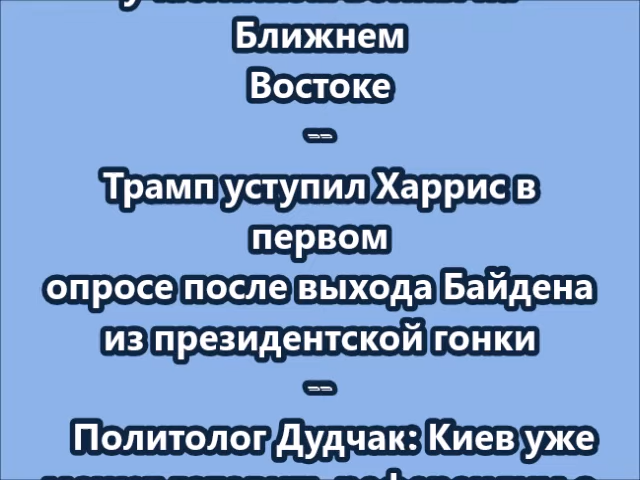 Ближнем
Востоке
--
Трамп уступил Харрис в
первом
опросе после выхода Байдена
из президентской гонки
--
Политолог Дудчак: Киев уже